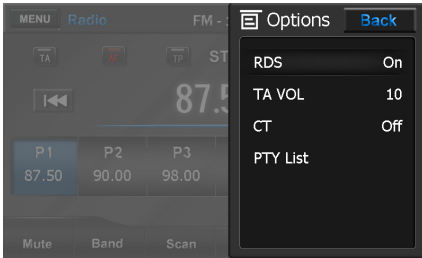 MENU Radio FM -
Options Back
TA TP ST
RDS On
87.5
TA VOL 10
CT Off
P1 P2 P3
87.50 90.00 98.00
PTY List
Mute Band Scan